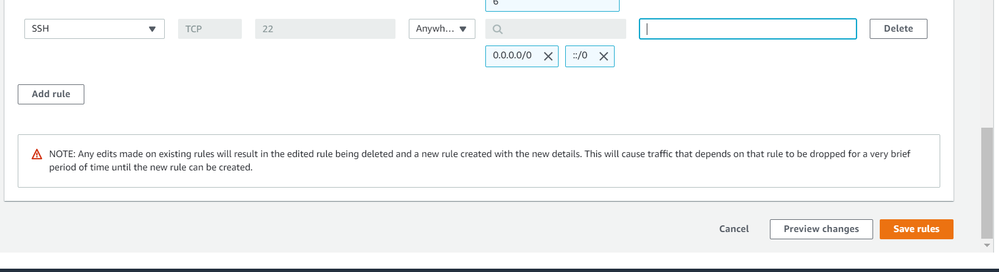 6
SSH TCP 22 Anywh... Delete
0.0.0.0/0 ::/0
Add rule
NOTE: Any edits made on existing rules will result in the edited rule being deleted and a new rule created with the new details. This will cause traffic that depends on that rule to be dropped for a very brief
period of time until the new rule can be created.
Cancel Preview changes Save rules